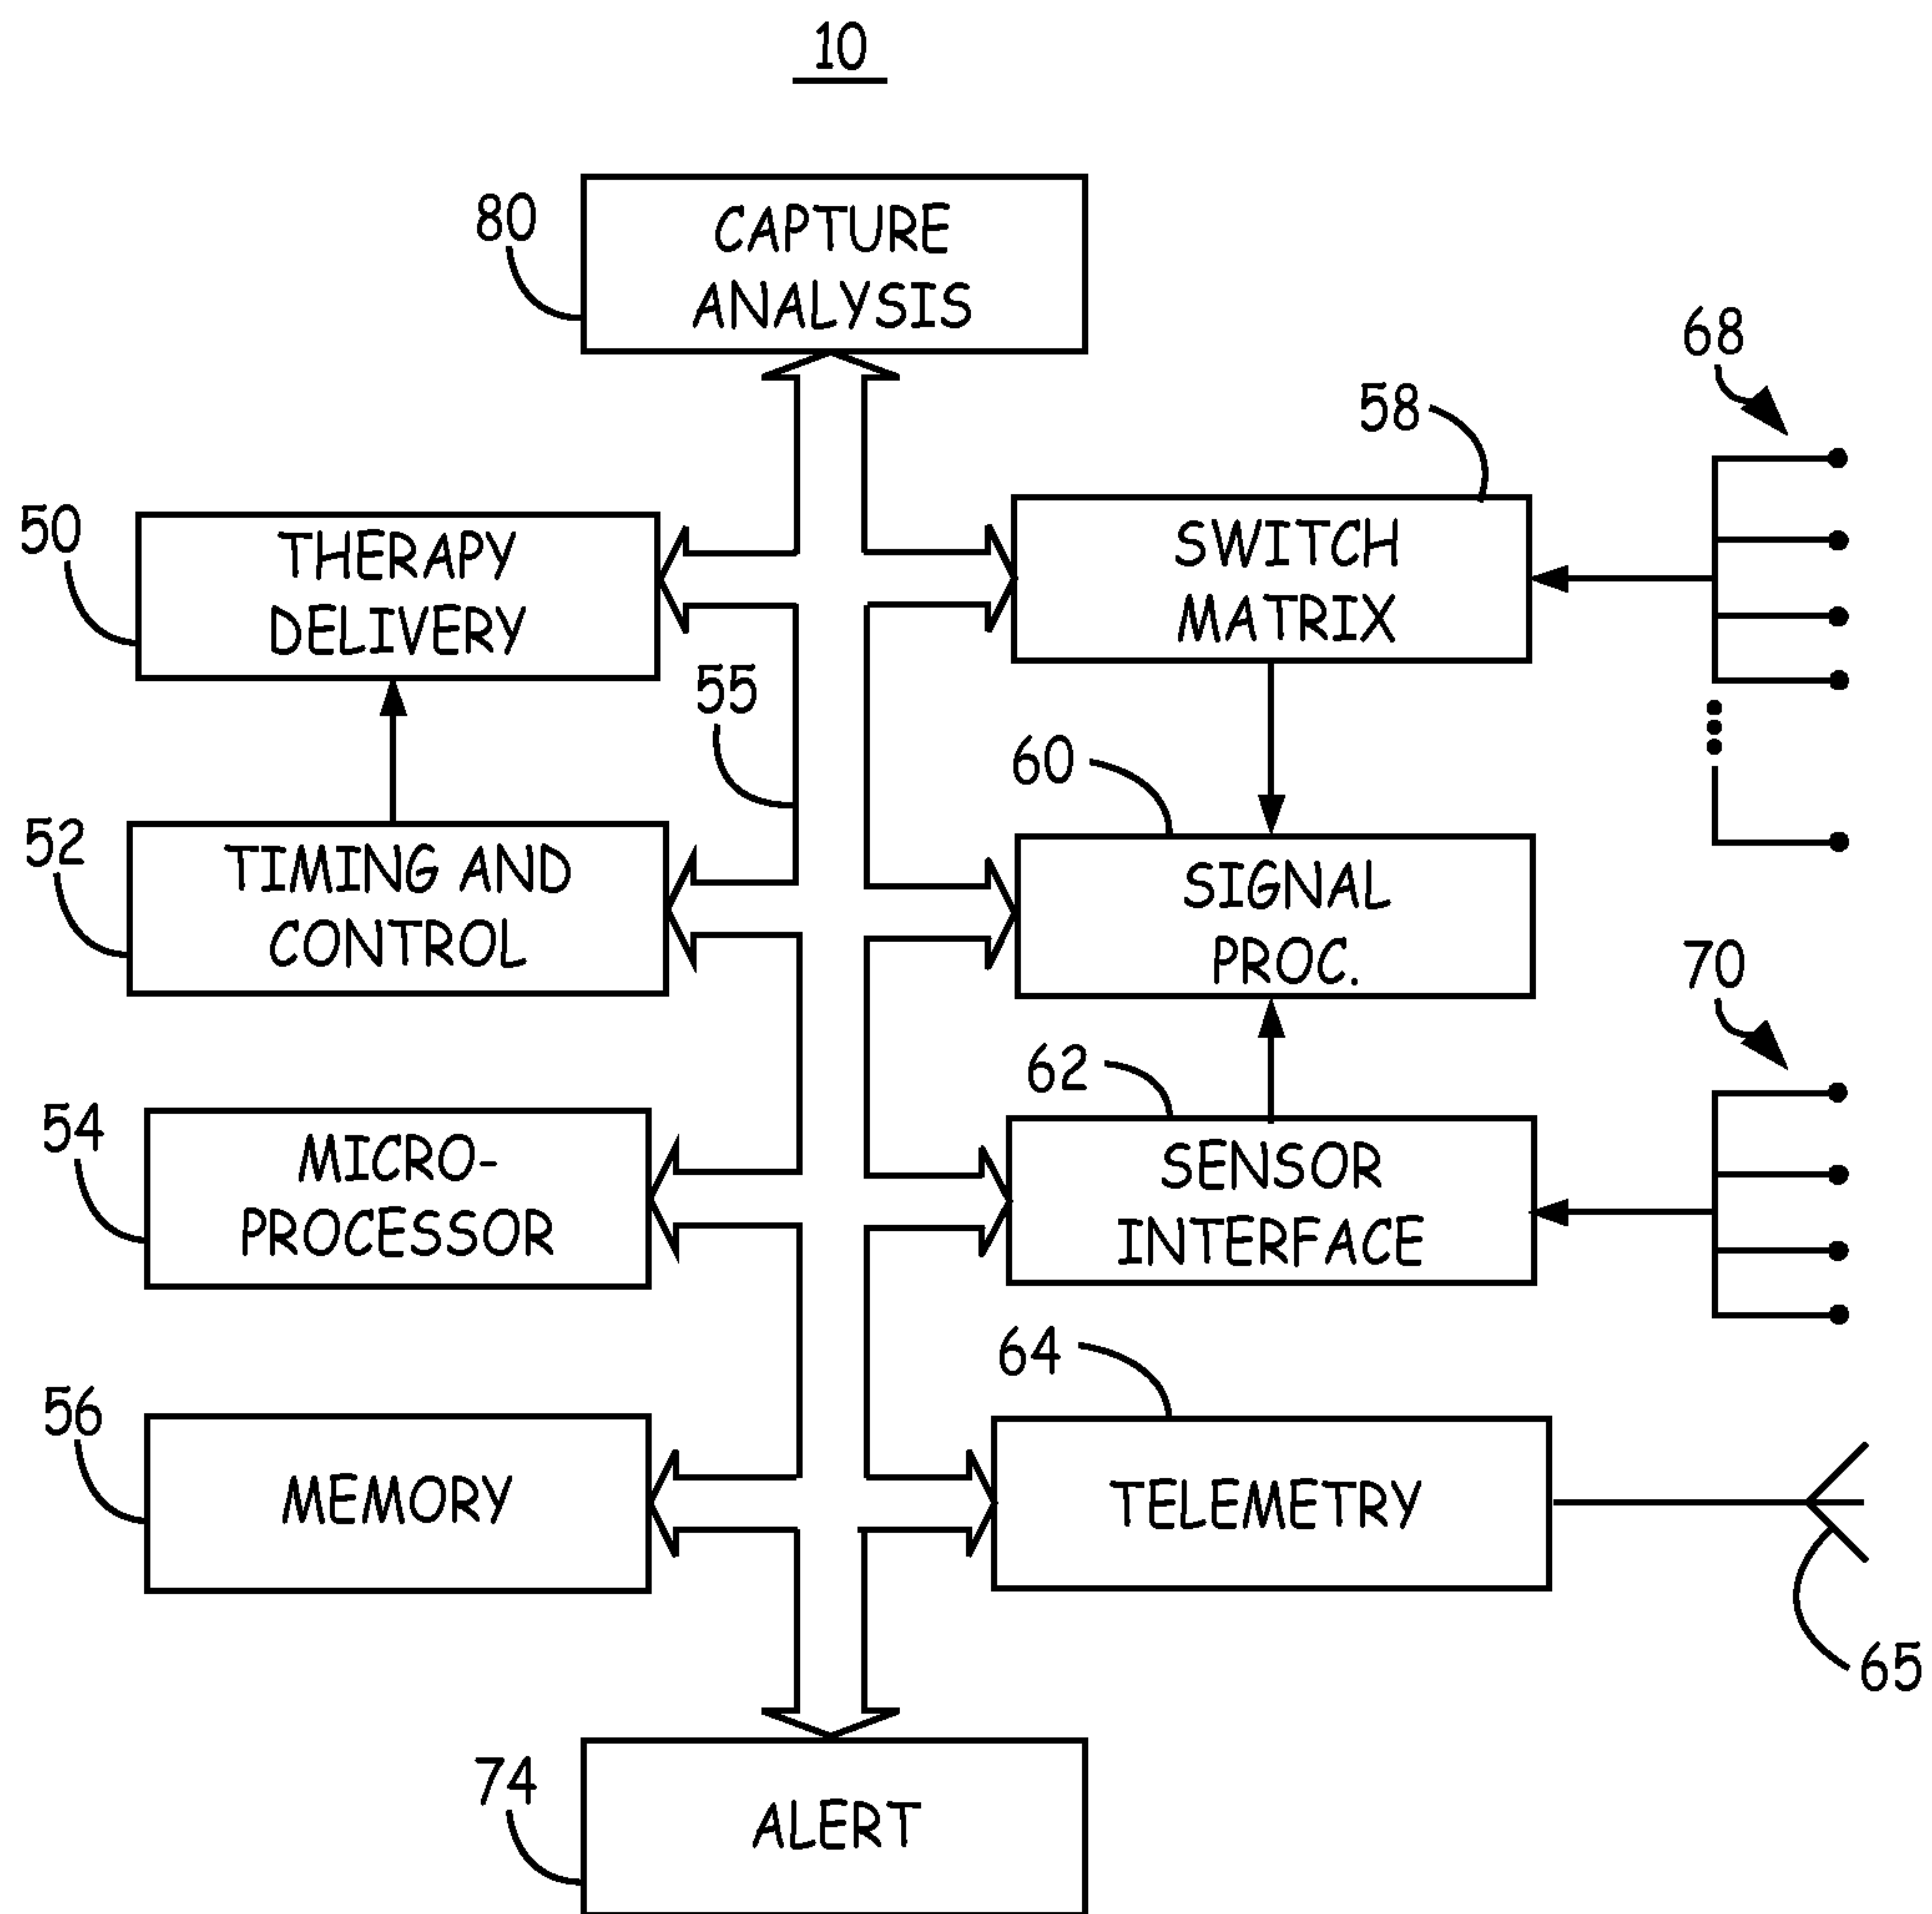 10
80
CAPTURE
ANALYSIS
68
58
50
THERAPY
DELIVERY
SWITCH
MATRIX
55
60
52
TIMING AND
CONTROL
SIGNAL
PROC.
70
62
54
MICRO-
PROCESSOR
SENSOR
INTERFACE
64
56
MEMORY
TELEMETRY
65
74
ALERT